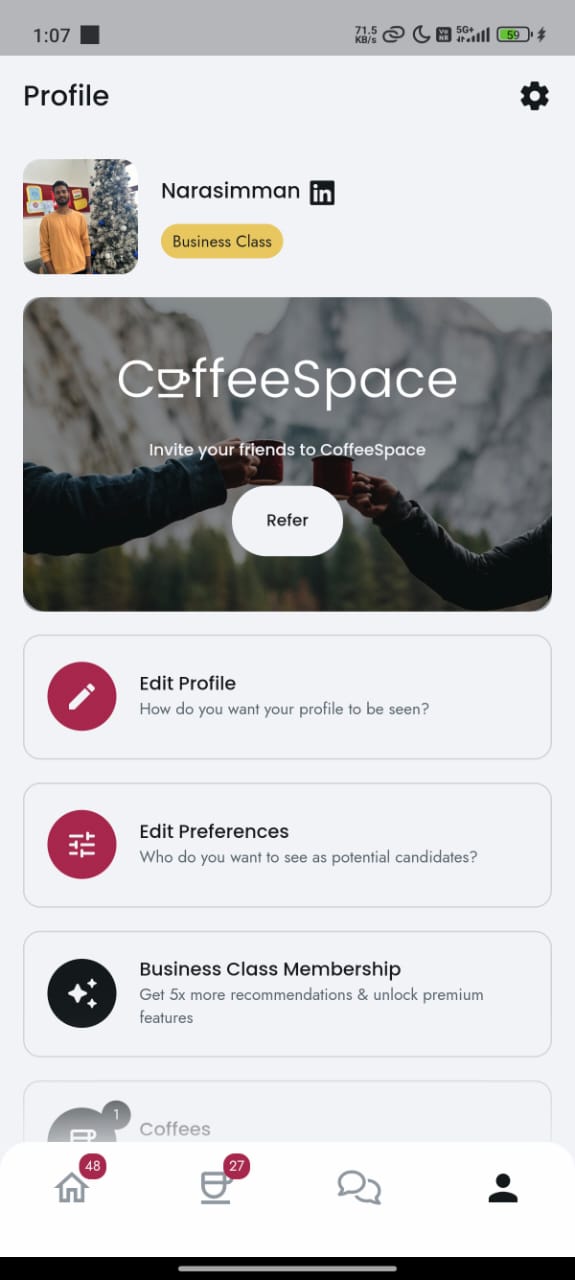 1:07 71.5 KB/s Vo NR 5G+ 59
Profile
Narasimman in
Business Class
CoffeeSpace
Invite your friends to CoffeeSpace
Refer
Edit Profile
How do you want your profile to be seen?
Edit Preferences
Who do you want to see as potential candidates?
Business Class Membership
Get 5x more recommendations & unlock premium
features
1
Coffees
48 27